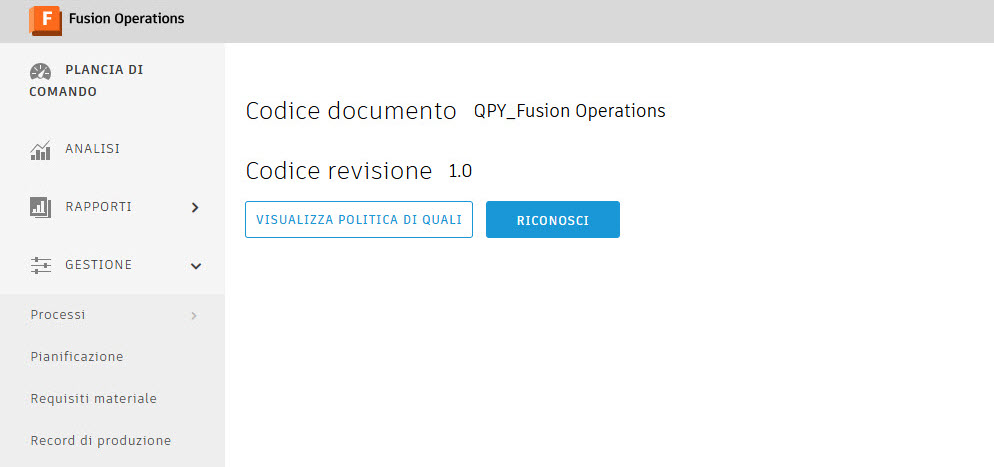 F Fusion Operations
PLANCIA DI
COMANDO
ANALISI
RAPPORTI
GESTIONE
Processi
Pianificazione
Requisiti materiale
Record di produzione
Codice documento QPY_Fusion Operations
Codice revisione 1.0
VISUALIZZA POLITICA DI QUALI RICONOSCI